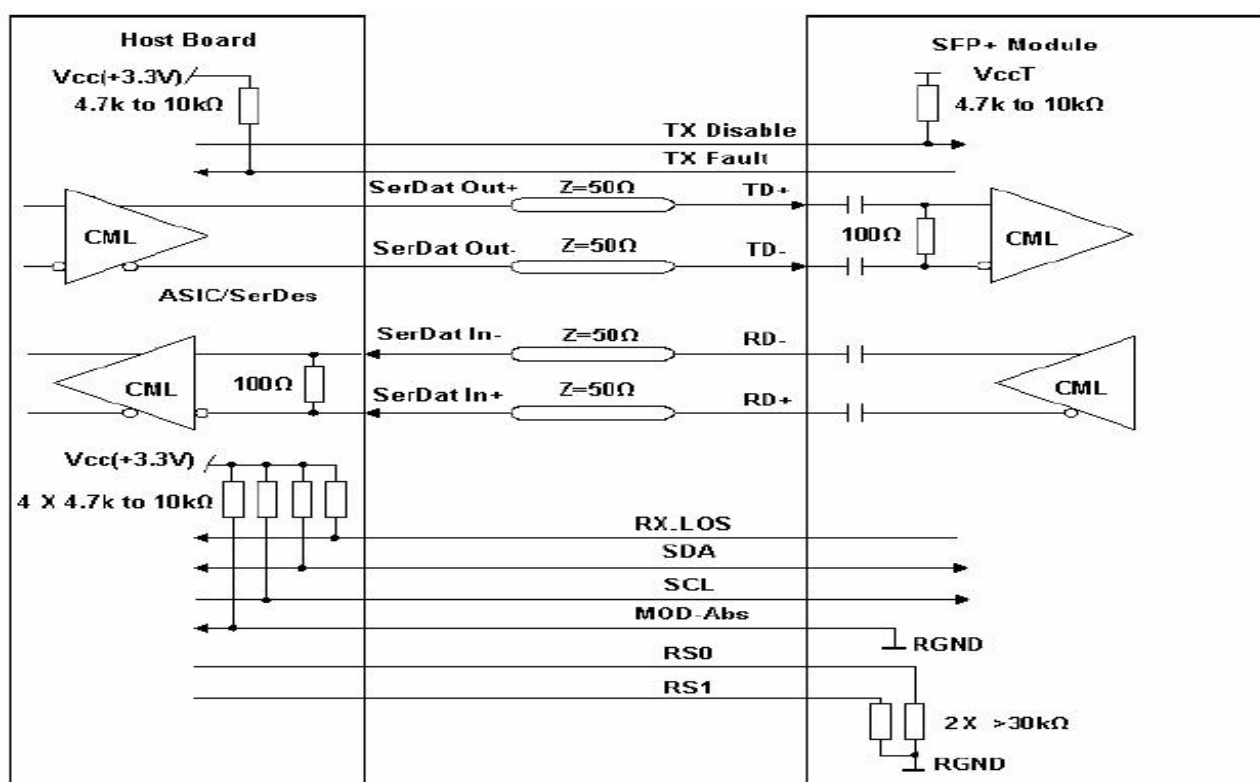 Host Board
SFP+ Module
Vcc(+3.3V)
4.7k to 10kΩ
VccT
4.7k to 10kΩ
TX Disable
TX Fault
SerDat Out+
Z=50Ω
TD+
CML
100Ω
CML
SerDat Out-
Z=50Ω
TD-
ASIC/SerDes
SerDat In-
Z=50Ω
RD-
CML
100Ω
CML
SerDat In+
Z=50Ω
RD+
Vcc(+3.3V)
4 X 4.7k to 10kΩ
RX_LOS
SDA
SCL
MOD-Abs
RGND
RS0
RS1
2X >30kΩ
RGND